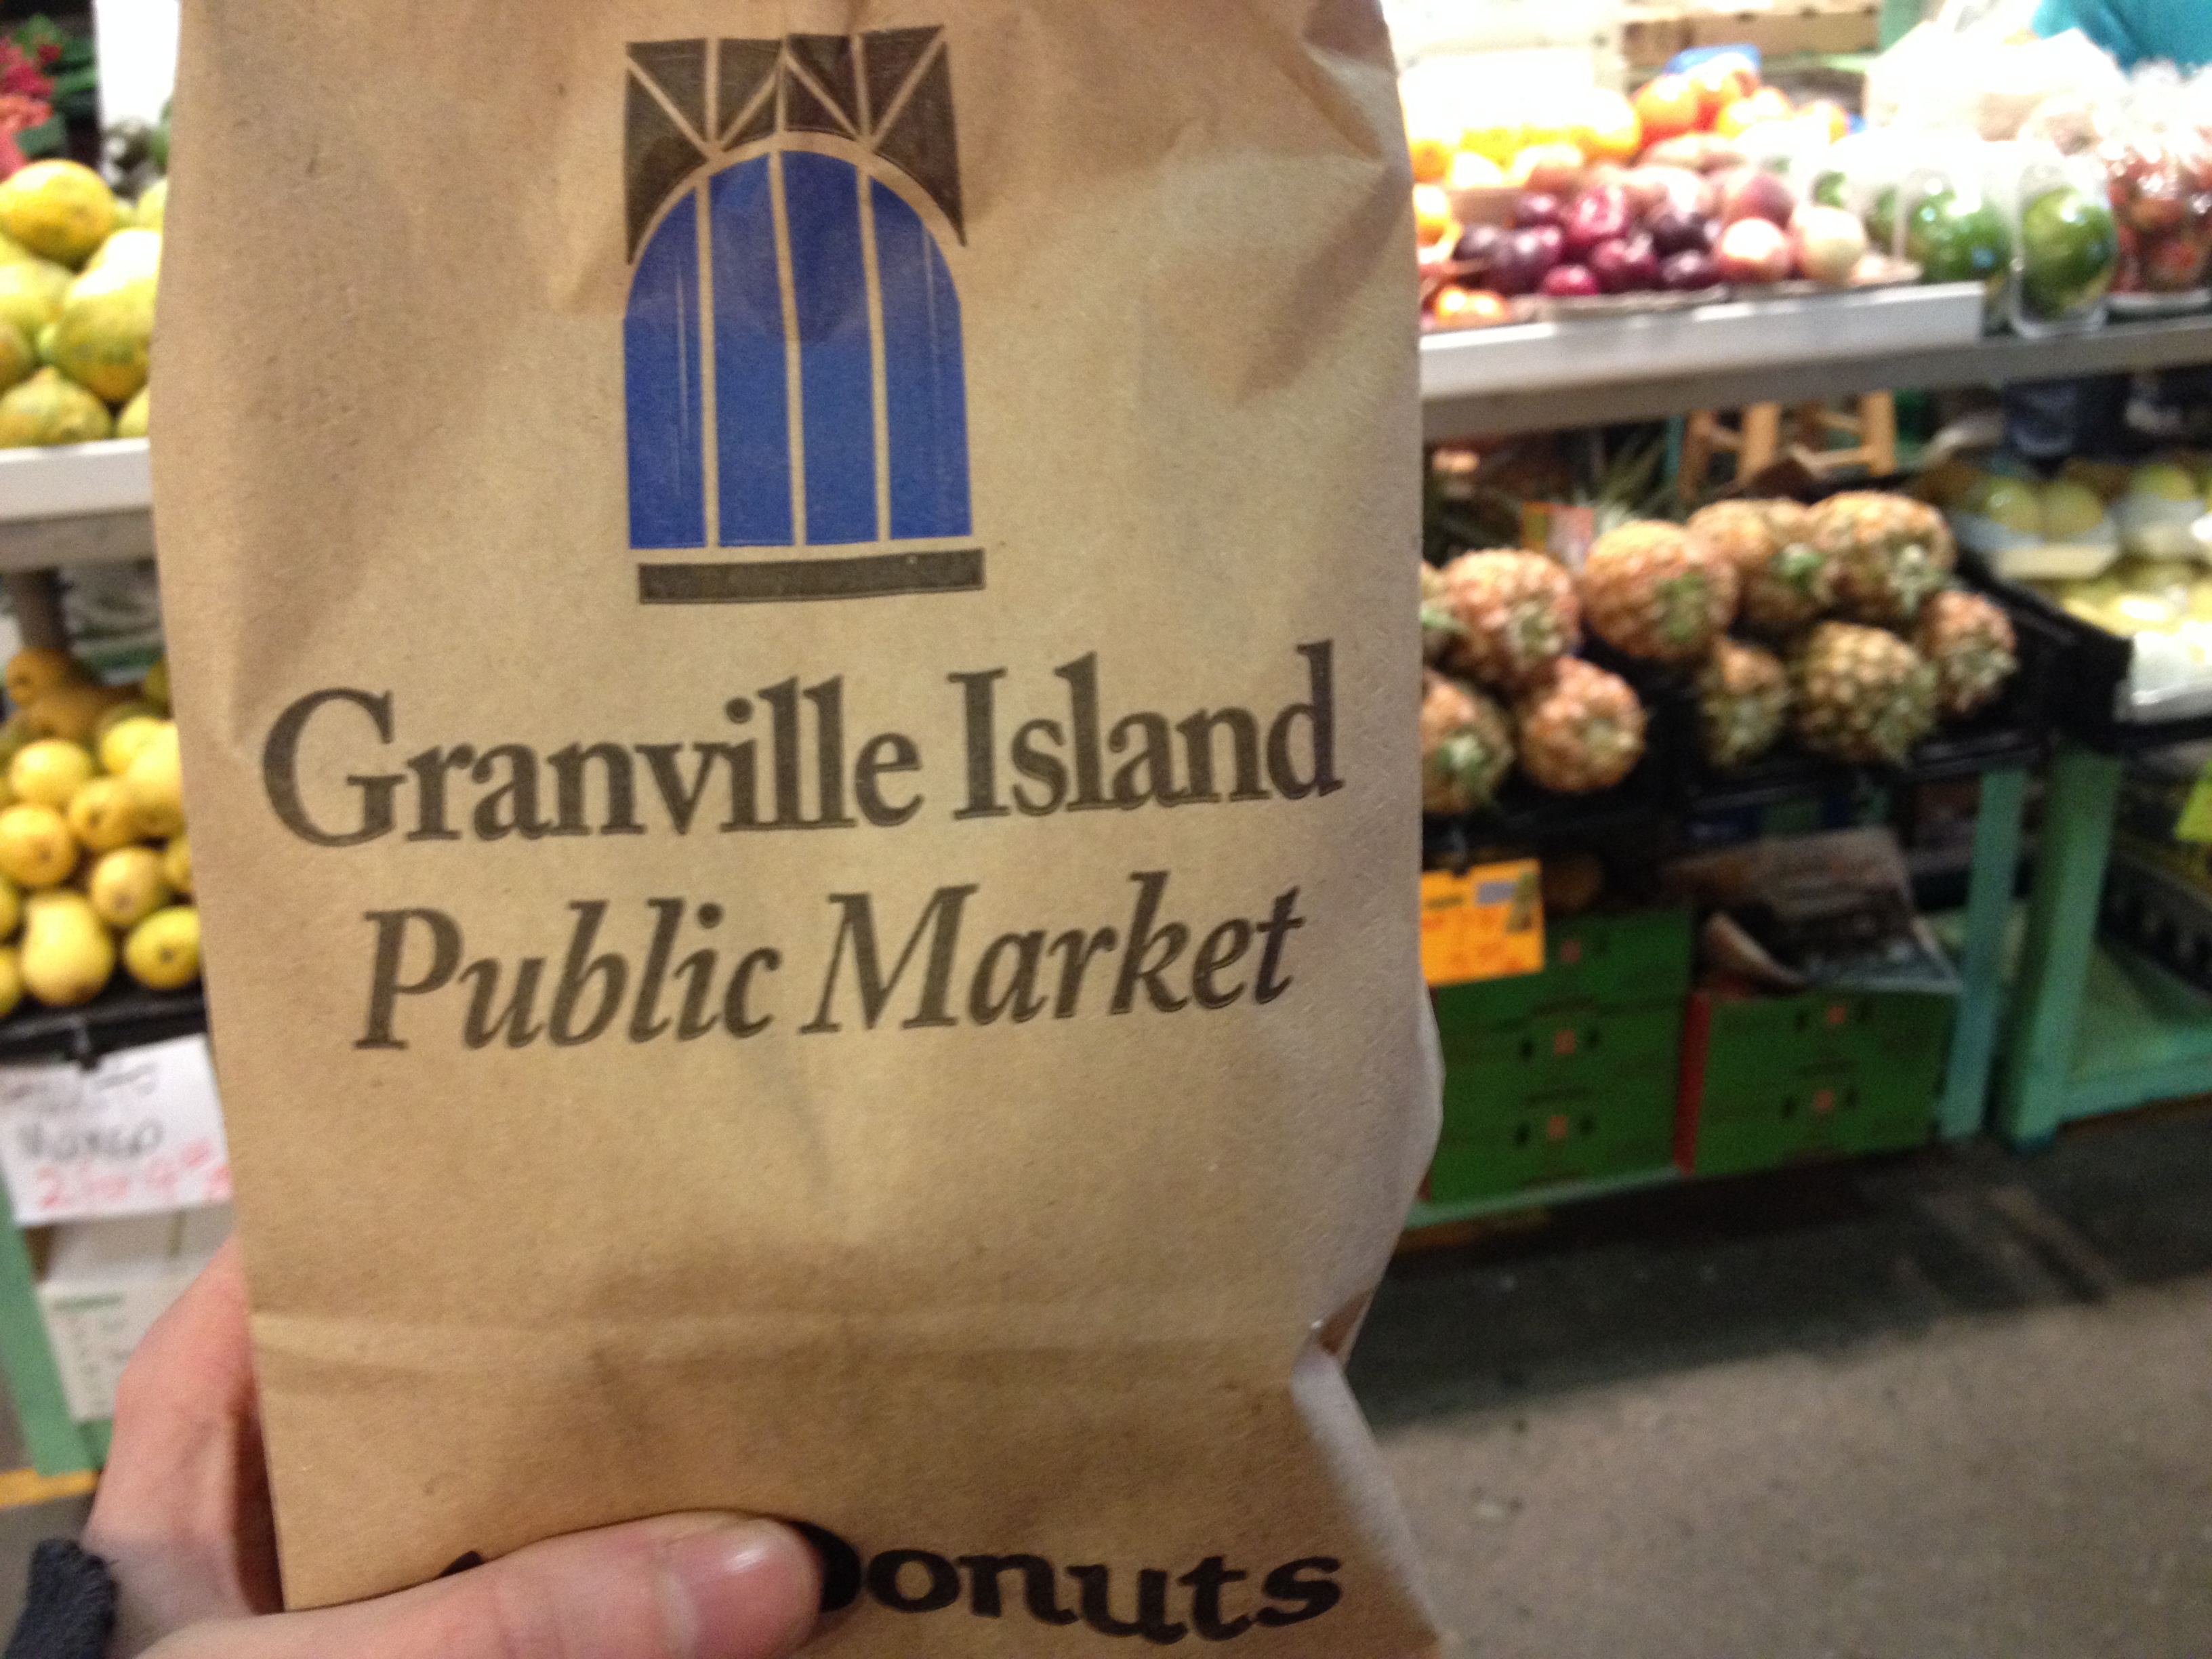 Granville Island
Public Market
Donuts